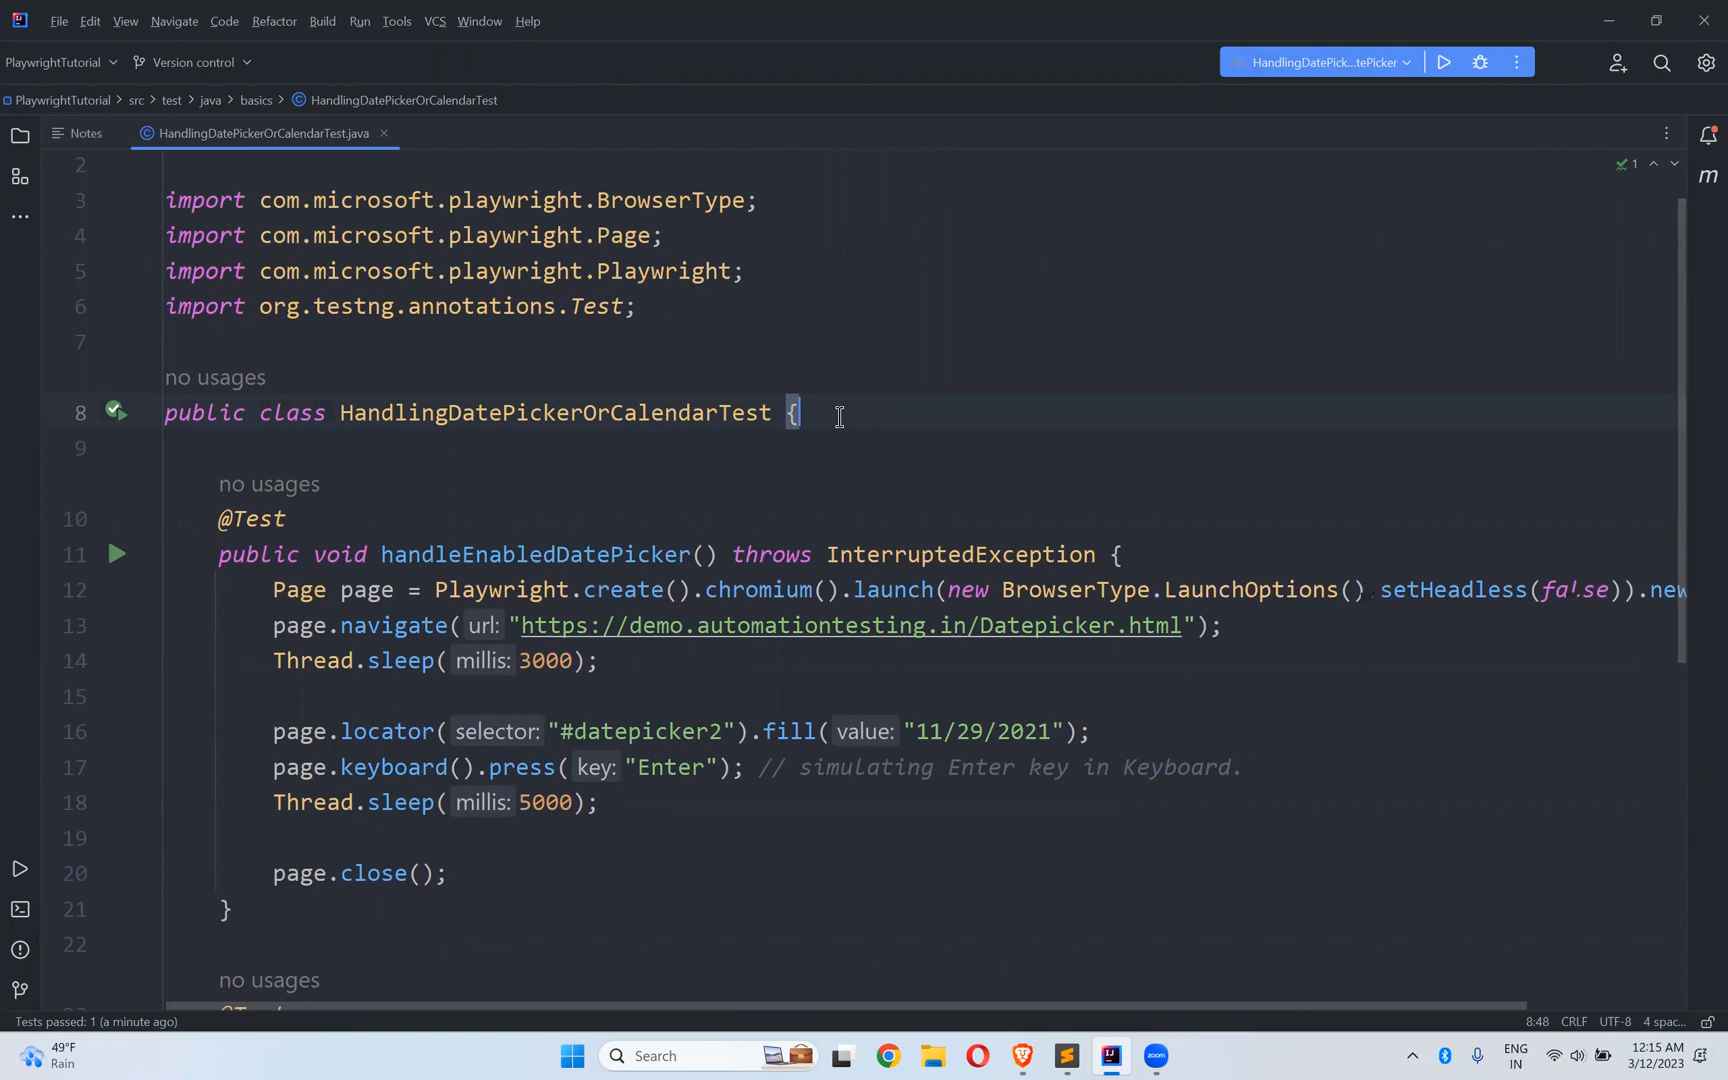 File Edit View Navigate Code Refactor Build Run Tools VCS Window Help
PlaywrightTutorial Version control HandlingDatePick...tePicker
PlaywrightTutorial src test java basics HandlingDatePickerOrCalendarTest
Notes HandlingDatePickerOrCalendarTest.java
1
2
3 import com.microsoft.playwright.BrowserType;
4 import com.microsoft.playwright.Page;
5 import com.microsoft.playwright.Playwright;
6 import org.testng.annotations.Test;
7
no usages
8 public class HandlingDatePickerOrCalendarTest {
9
no usages
10 @Test
11 public void handleEnabledDatePicker() throws InterruptedException {
12 Page page = Playwright.create().chromium().launch(new BrowserType.LaunchOptions().setHeadless(false)).new
13 page.navigate( url: "https://demo.automationtesting.in/Datepicker.html");
14 Thread.sleep( millis: 3000);
15
16 page.locator( selector: "#datepicker2").fill( value: "11/29/2021");
17 page.keyboard().press( key: "Enter"); // simulating Enter key in Keyboard.
18 Thread.sleep( millis: 5000);
19
20 page.close();
21 }
22
no usages
Tests passed: 1 (a minute ago) 8:48 CRLF UTF-8 4 spac...
49°F
Rain
Search
zoom
ENG
IN
12:15 AM
3/12/2023